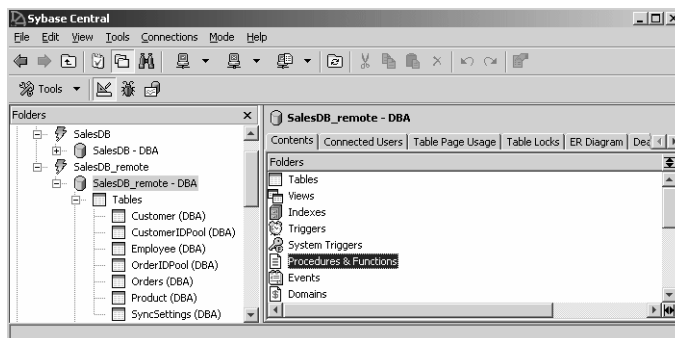 Sybase Central
File Edit View Tools Connections Mode Help
Tools
Folders
SalesDB
SalesDB - DBA
SalesDB_remote
SalesDB_remote - DBA
Tables
Customer (DBA)
CustomerIDPool (DBA)
Employee (DBA)
OrderIDPool (DBA)
Orders (DBA)
Product (DBA)
SyncSettings (DBA)
SalesDB_remote - DBA
Contents Connected Users Table Page Usage Table Locks ER Diagram Dea
Folders
Tables
Views
Indexes
Triggers
System Triggers
Procedures & Functions
Events
Domains